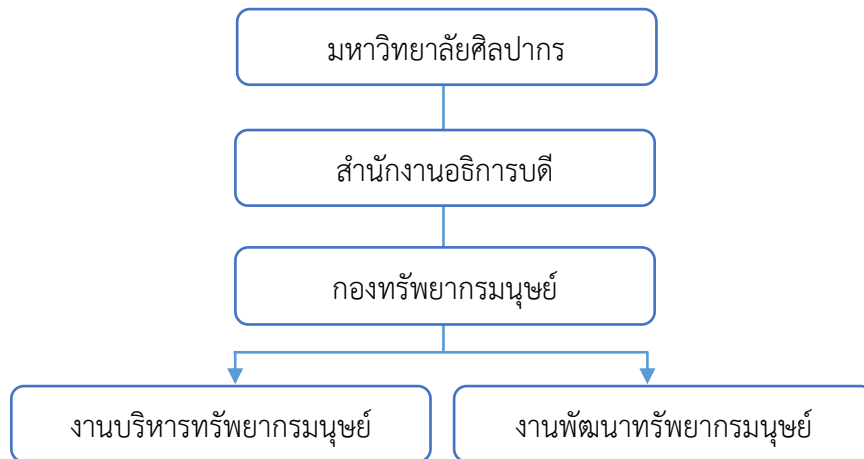 มหาวิทยาลัยศิลปากร
สำนักงานอธิการบดี
กองทรัพยากรมนุษย์
งานบริหารทรัพยากรมนุษย์
งานพัฒนาทรัพยากรมนุษย์